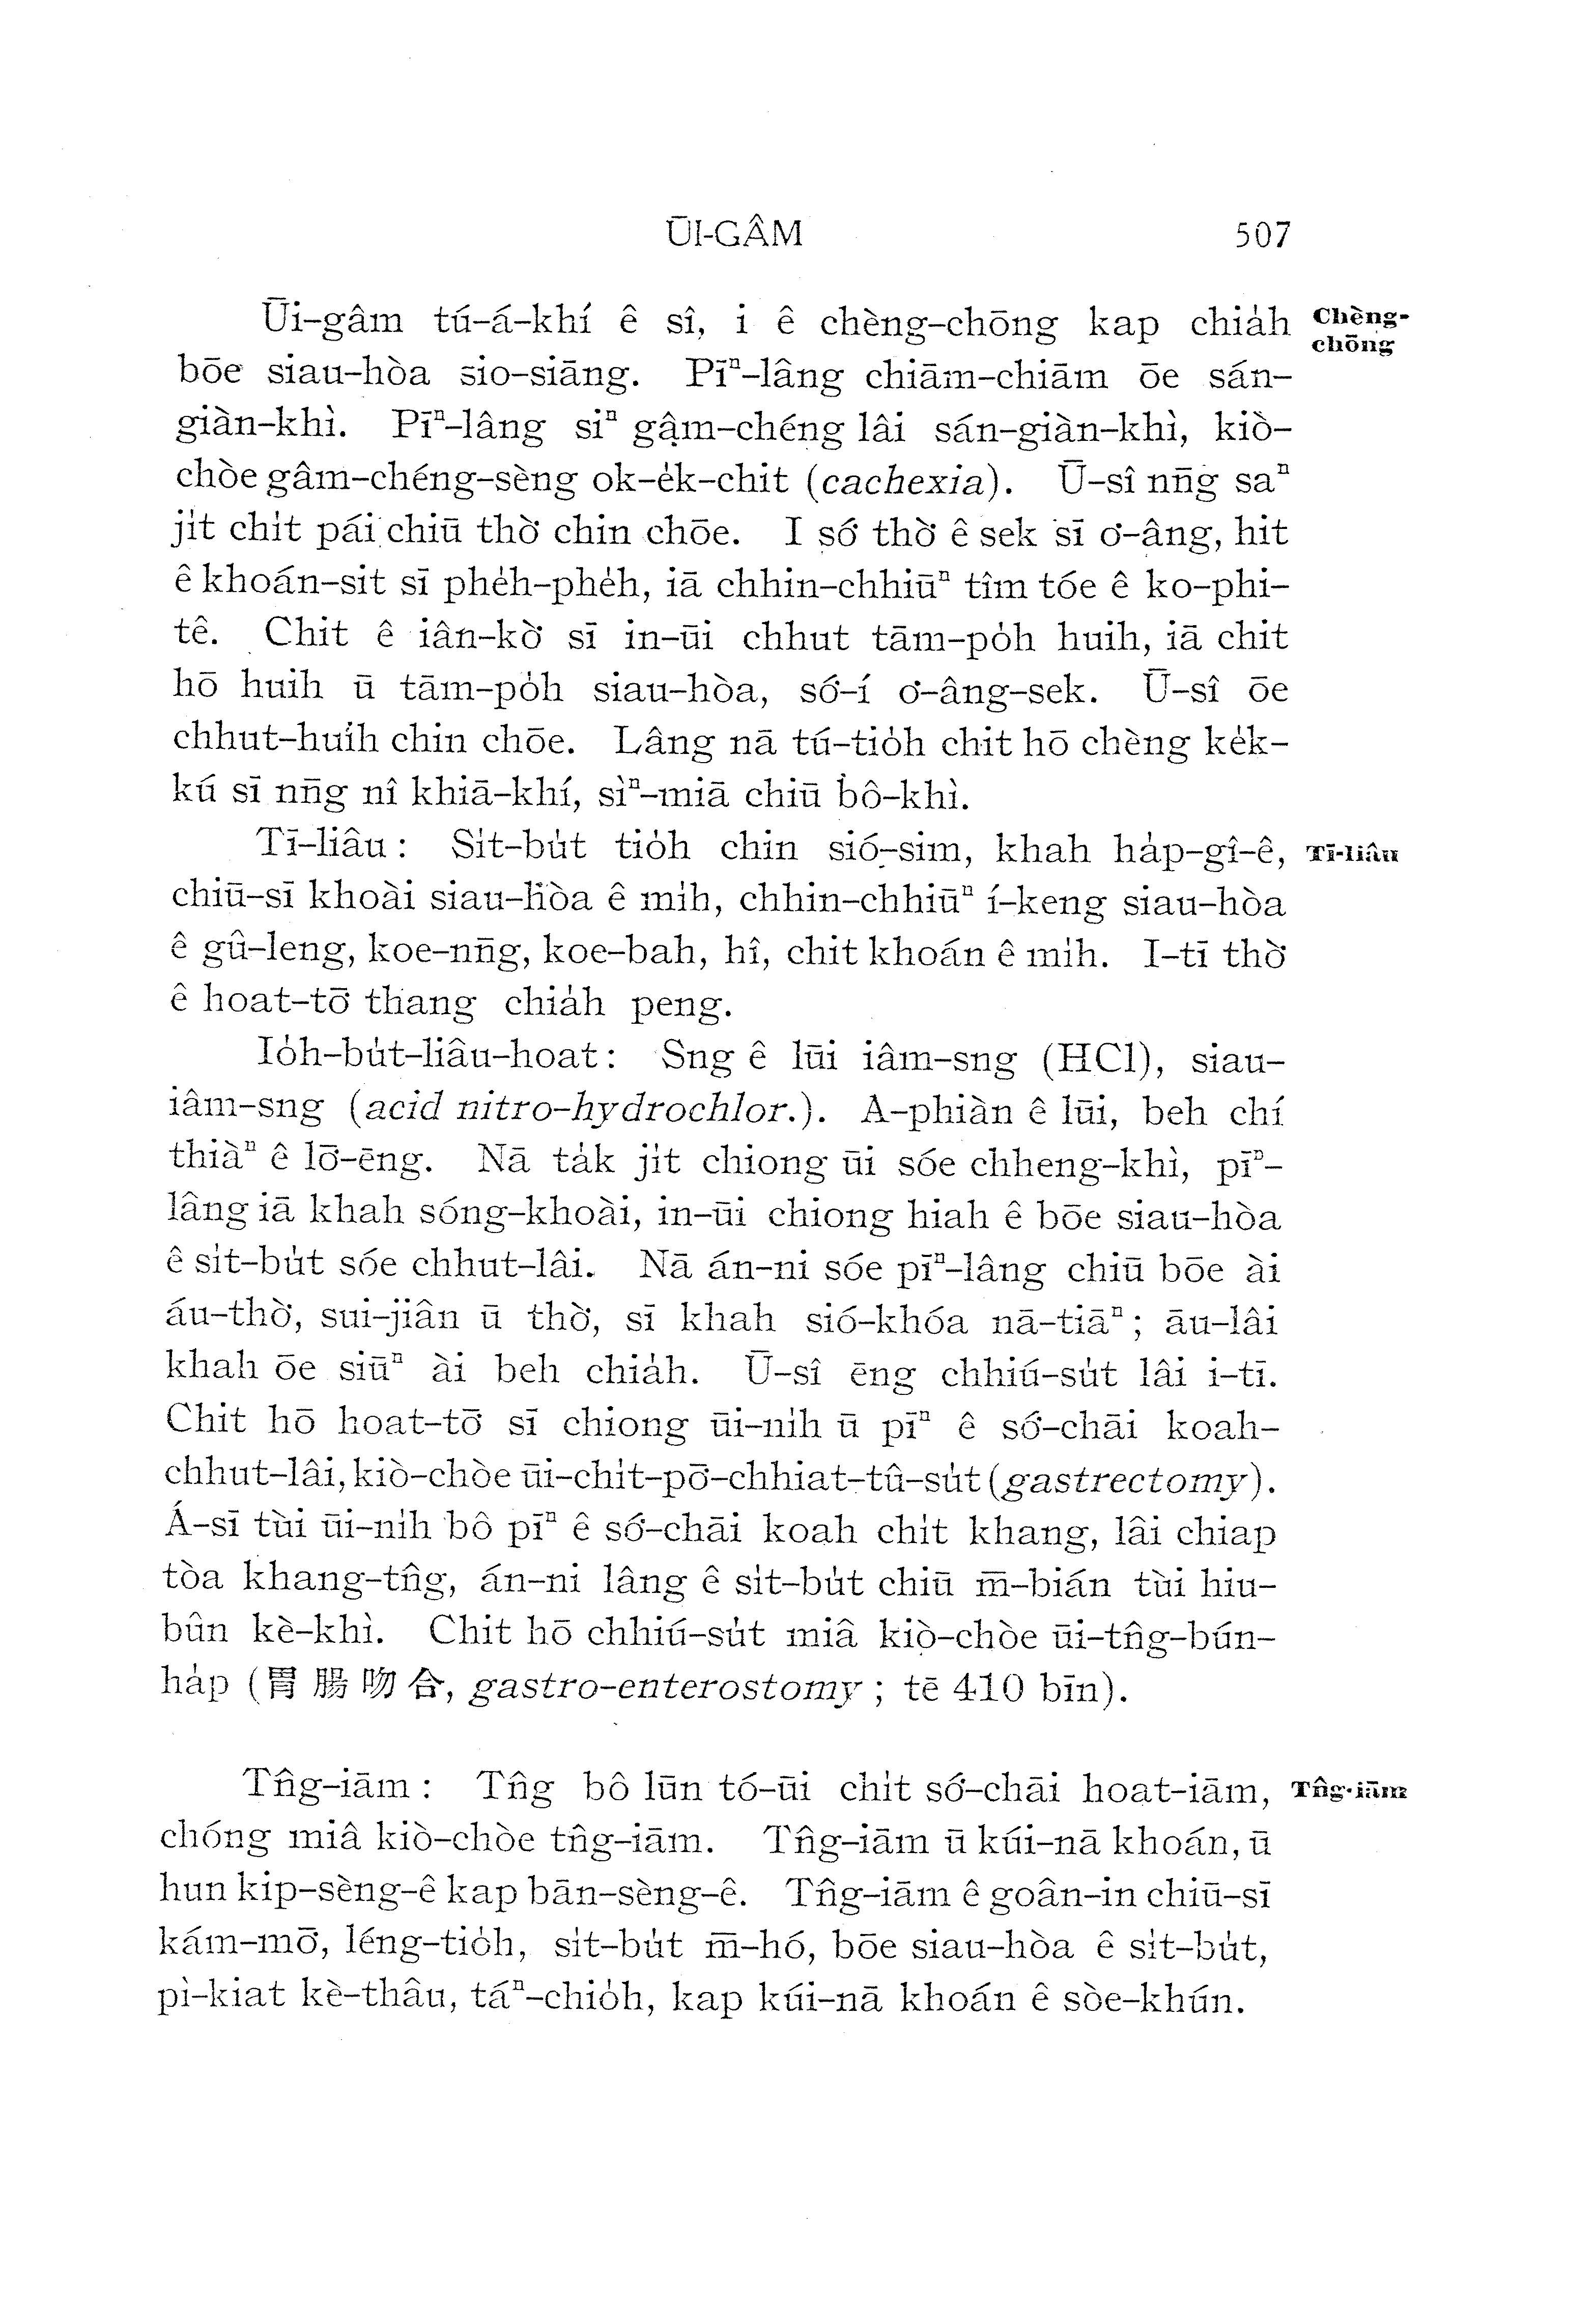 ŪI-GÂM 507
Ūi-gâm tú-á-khí ê sî, i ê chèng-chōng kap chia̍h
Chèng-
chōng
bōe siau-hòa sio-siāng. Pīⁿ-lâng chiām-chiām ōe sán-
giàn-khì. Pīⁿ-lâng siⁿ gâm-chéng lâi sán-giàn-khì, kiò-
chòe gâm-chéng-sèng ok-e̍k-chit (cachexia). Ū-sî nn̄g saⁿ
ji̍t chi̍t pái chiū thò͘ chin chōe. I só͘ thò͘ ê sek sī o͘-âng, hit
ê khoán-sit sī phe̍h-phe̍h, iā chhin-chhiūⁿ tîm tóe ê ko-phi-
tê. Chit ê iân-kò͘ sī in-ūi chhut tām-po̍h huih, iā chit
hō huih ū tām-po̍h siau-hòa, só͘-í o͘-âng-sek. Ū-sî ōe
chhut-huih chin chōe. Lâng nā tú-tio̍h chit hō chèng ke̍k-
kú sī nn̄g nî khiā-khí, sìⁿ-miā chiū bô-khì.
Tī-liâu: Si̍t-bu̍t tio̍h chin sió-sim, khah ha̍p-gî-ê,
Tī-liâu
chiū-sī khoài siau-hòa ê mih, chhin-chhiūⁿ í-keng siau-hòa
ê gû-leng, koe-nn̄g, koe-bah, hî, chit khoán ê mih. I-tī thò͘
ê hoat-tō͘ thang chia̍h peng.
Io̍h-bu̍t-liâu-hoat: Sng ê lūi iâm-sng (HCl), siau-
iâm-sng (acid nitro-hydrochlor.). A-phiàn ê lūi, beh chí
thiàⁿ ê lō͘-ēng. Nā ta̍k ji̍t chiong ūi sóe chheng-khì, pīⁿ-
lâng iā khah sóng-khoài, in-ūi chiong hiah ê bōe siau-hòa
ê si̍t-bu̍t sóe chhut-lâi. Nā án-ni sóe pīⁿ-lâng chiū bōe ài
áu-thò͘, sui-jiân ū thò͘, sī khah sió-khóa nā-tiāⁿ; āu-lâi
khah ōe siūⁿ ài beh chia̍h. Ū-sî ēng chhiú-su̍t lâi i-tī.
Chit hō hoat-tō͘ sī chiong ūi-ni̍h ū pīⁿ ê só͘-chāi koah-
chhut-lâi, kiò-chòe ūi-chi̍t-pō͘-chhiat-tû-su̍t (gastrectomy).
Á-sī tùi ūi-ni̍h bô pīⁿ ê só͘-chāi koah chi̍t khang, lâi chiap
tòa khang-tn̂g, án-ni lâng ê si̍t-bu̍t chiū m̄-bián tùi hiu-
bûn kè-khì. Chit hō chhiú-su̍t miâ kiò-chòe ūi-tn̂g-bún-
ha̍p (胃腸吻合, gastro-enterostomy; tē 410 bīn).
Tn̂g-iām: Tn̂g bô lūn tó-ūi chi̍t só͘-chāi hoat-iām,
Tn̂g-iām
chóng miâ kiò-chòe tn̂g-iām. Tn̂g-iām ū kúi-nā khoán, ū
hun kip-sèng-ê kap bān-sèng-ê. Tn̂g-iām ê goân-in chiū-sī
kám-mō͘, léng-tio̍h, si̍t-bu̍t m̄-hó, bōe siau-hòa ê si̍t-bu̍t,
pì-kiat kè-thâu, táⁿ-chio̍h, kap kúi-nā khoán ê sòe-khún.